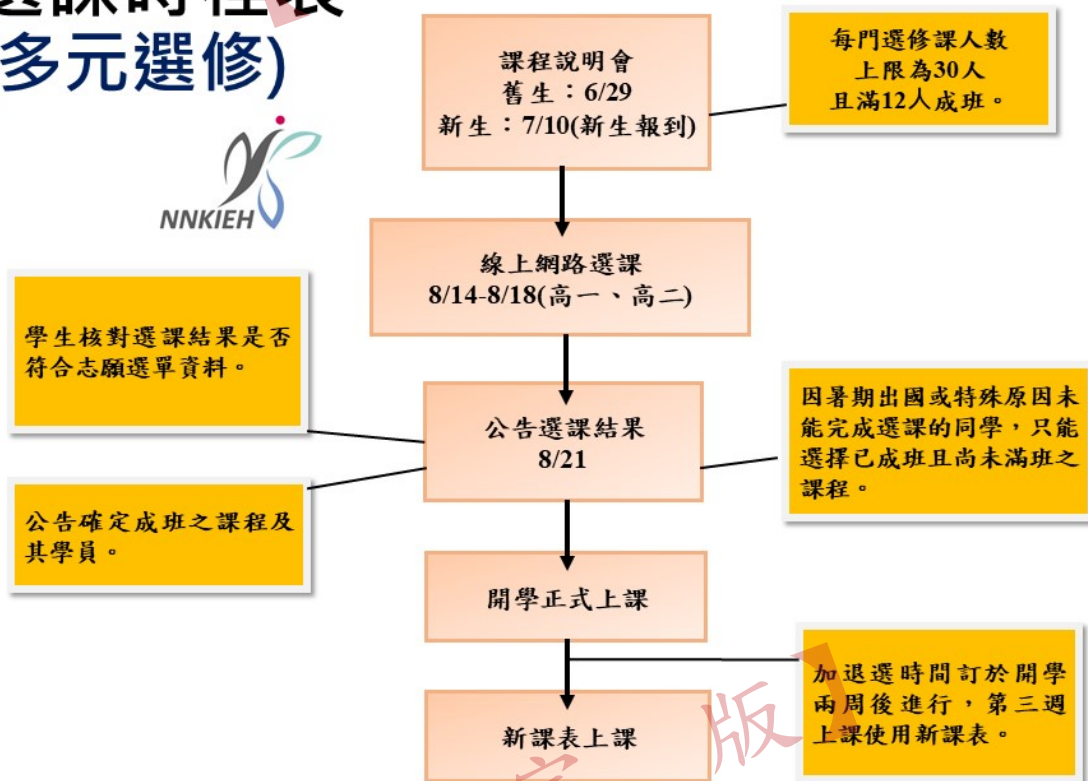 選課時程表
多元選修)
NNKIEH
課程說明會
舊生：6/29
新生：7/10(新生報到)
每門選修課人數
上限為30人
且滿12人成班。
線上網路選課
8/14-8/18(高一、高二)
學生核對選課結果是否
符合志願選單資料。
公告選課結果
8/21
因暑期出國或特殊原因未
能完成選課的同學，只能
選擇已成班且尚未滿班之
課程。
公告確定成班之課程及
其學員。
開學正式上課
加退選時間訂於開學
兩周後進行，第三週
上課使用新課表。
新課表上課
版】